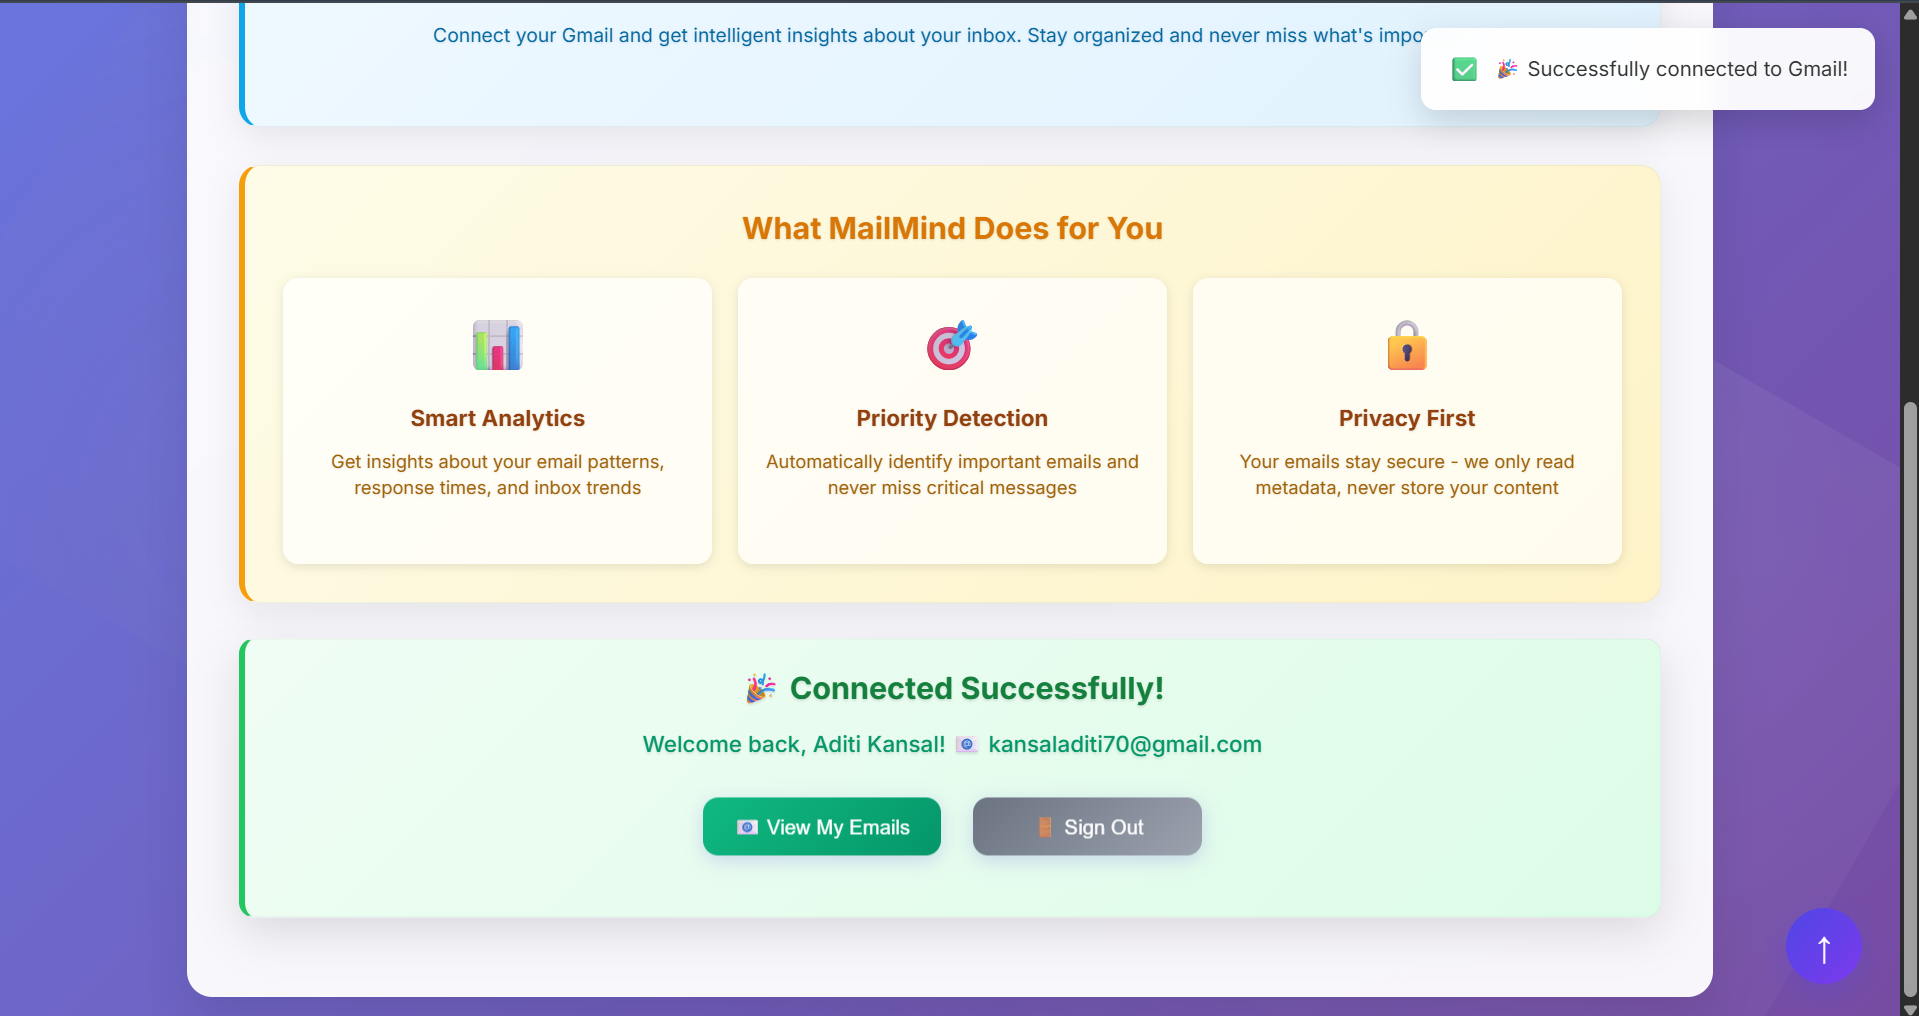 Connect your Gmail and get intelligent insights about your inbox. Stay organized and never miss what's
✅ 🎉 Successfully connected to Gmail!
What MailMind Does for You
Smart Analytics
Get insights about your email patterns,
response times, and inbox trends
Priority Detection
Automatically identify important emails and
never miss critical messages
Privacy First
Your emails stay secure - we only read
metadata, never store your content
🎉 Connected Successfully!
Welcome back, Aditi Kansal! 📧 kansaladiti70@gmail.com
📧 View My Emails
🚪 Sign Out
↑